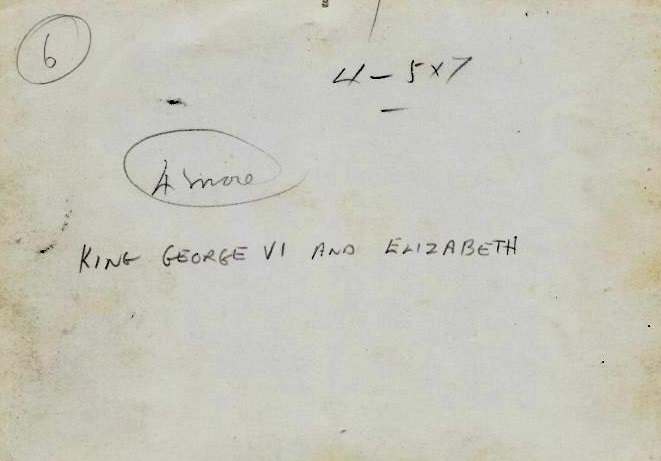 6
4 - 5x7
4 more
KING GEORGE VI AND ELIZABETH